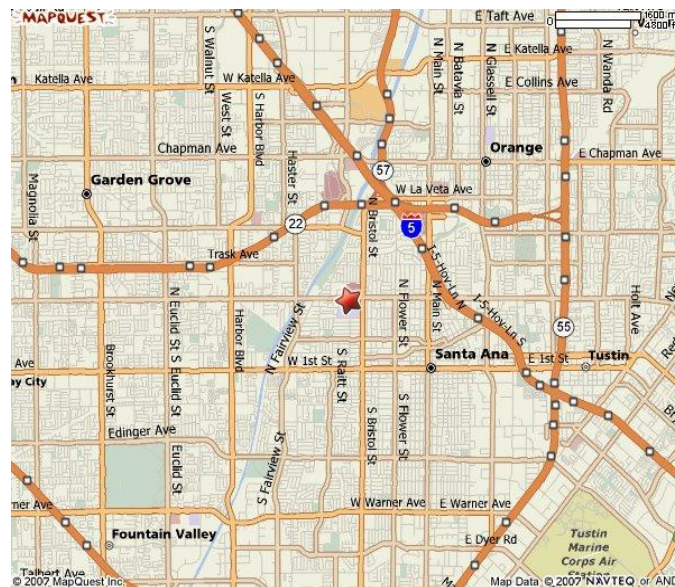 MAPQUEST
E Taft Ave
1600 m
4800 ft
Katella Ave
W Katella Ave
E Katella Ave
E Collins Ave
S Walnut St
West St
S Harbor Blvd
N Main St
N Batavia St
N Glassell St
N Wanda Rd
Chapman Ave
E Chapman Ave
Orange
57
Garden Grove
Haster St
W La Veta Ave
Magnolia St
22
N Bristol St
5
Trask Ave
I-5-Hov-Ln N
I-5-Hov-Ln S
N Euclid St
S Euclid St
Harbor Blvd
N Fairview St
N Flower St
N Main St
Holt Ave
55
W 1st St
E 1st St
Santa Ana
Tustin
Brookhurst St
S Raitt St
S Bristol St
S Flower St
Edinger Ave
Euclid St
S Fairview St
W Warner Ave
E Warner Ave
Fountain Valley
E Dyer Rd
Talbert Ave
Tustin
Marine
Corps Air
Station
© 2007 MapQuest Inc.
Map Data © 2007 NAVTEQ or AND